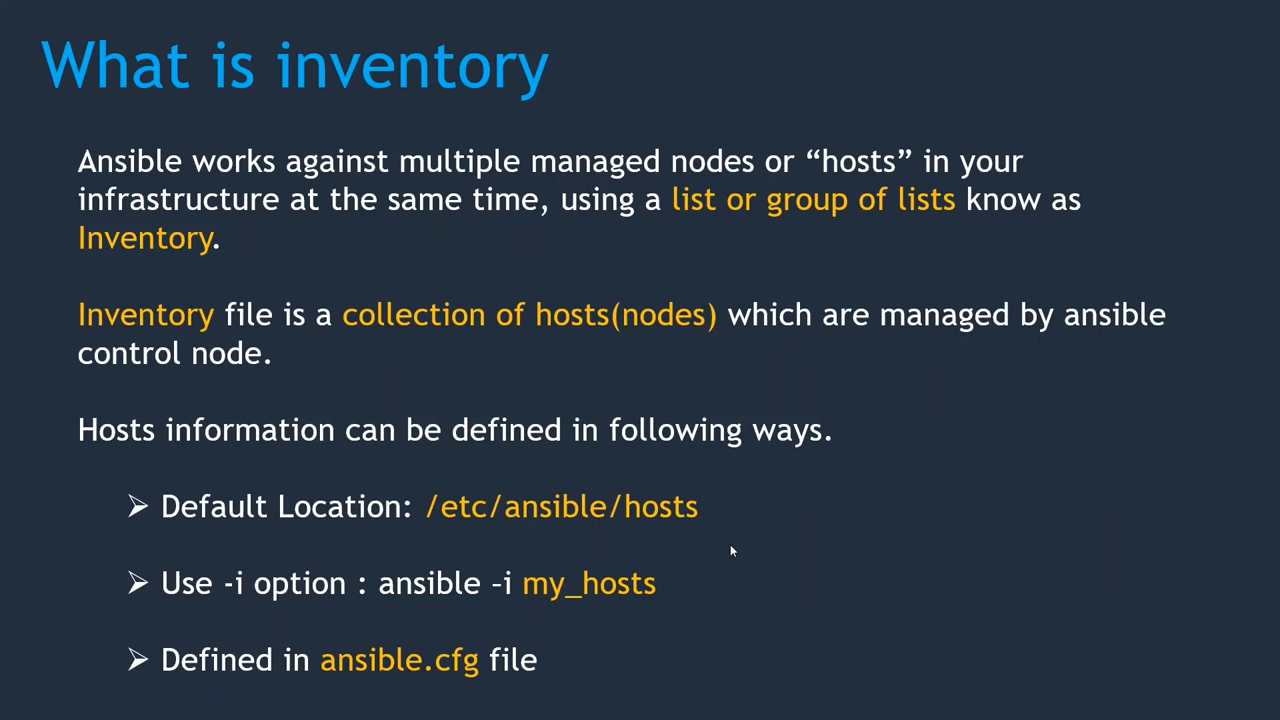 What is inventory
Ansible works against multiple managed nodes or “hosts” in your
infrastructure at the same time, using a list or group of lists know as
Inventory.
Inventory file is a collection of hosts(nodes) which are managed by ansible
control node.
Hosts information can be defined in following ways.
➢ Default Location: /etc/ansible/hosts
➢ Use -i option : ansible –i my_hosts
➢ Defined in ansible.cfg file